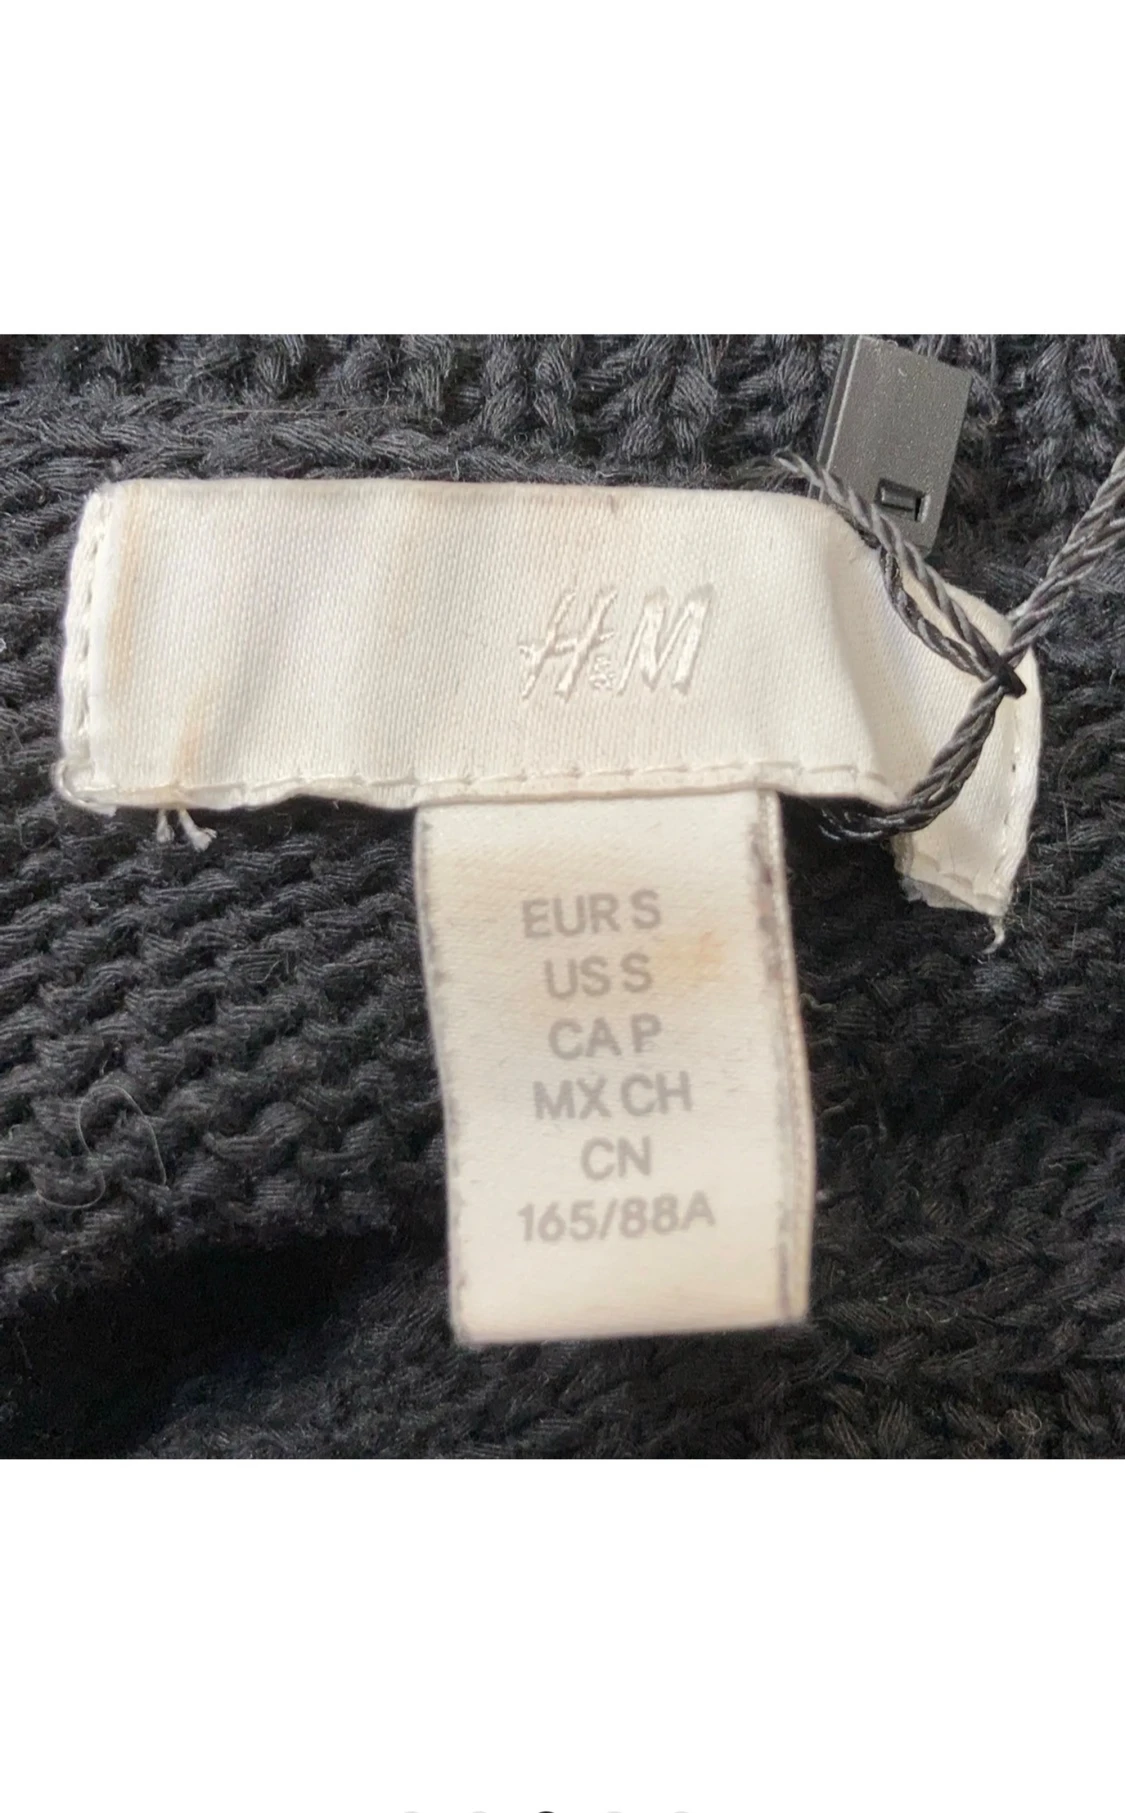 H&M
EUR S
US S
CA P
MX CH
CN
165/88A